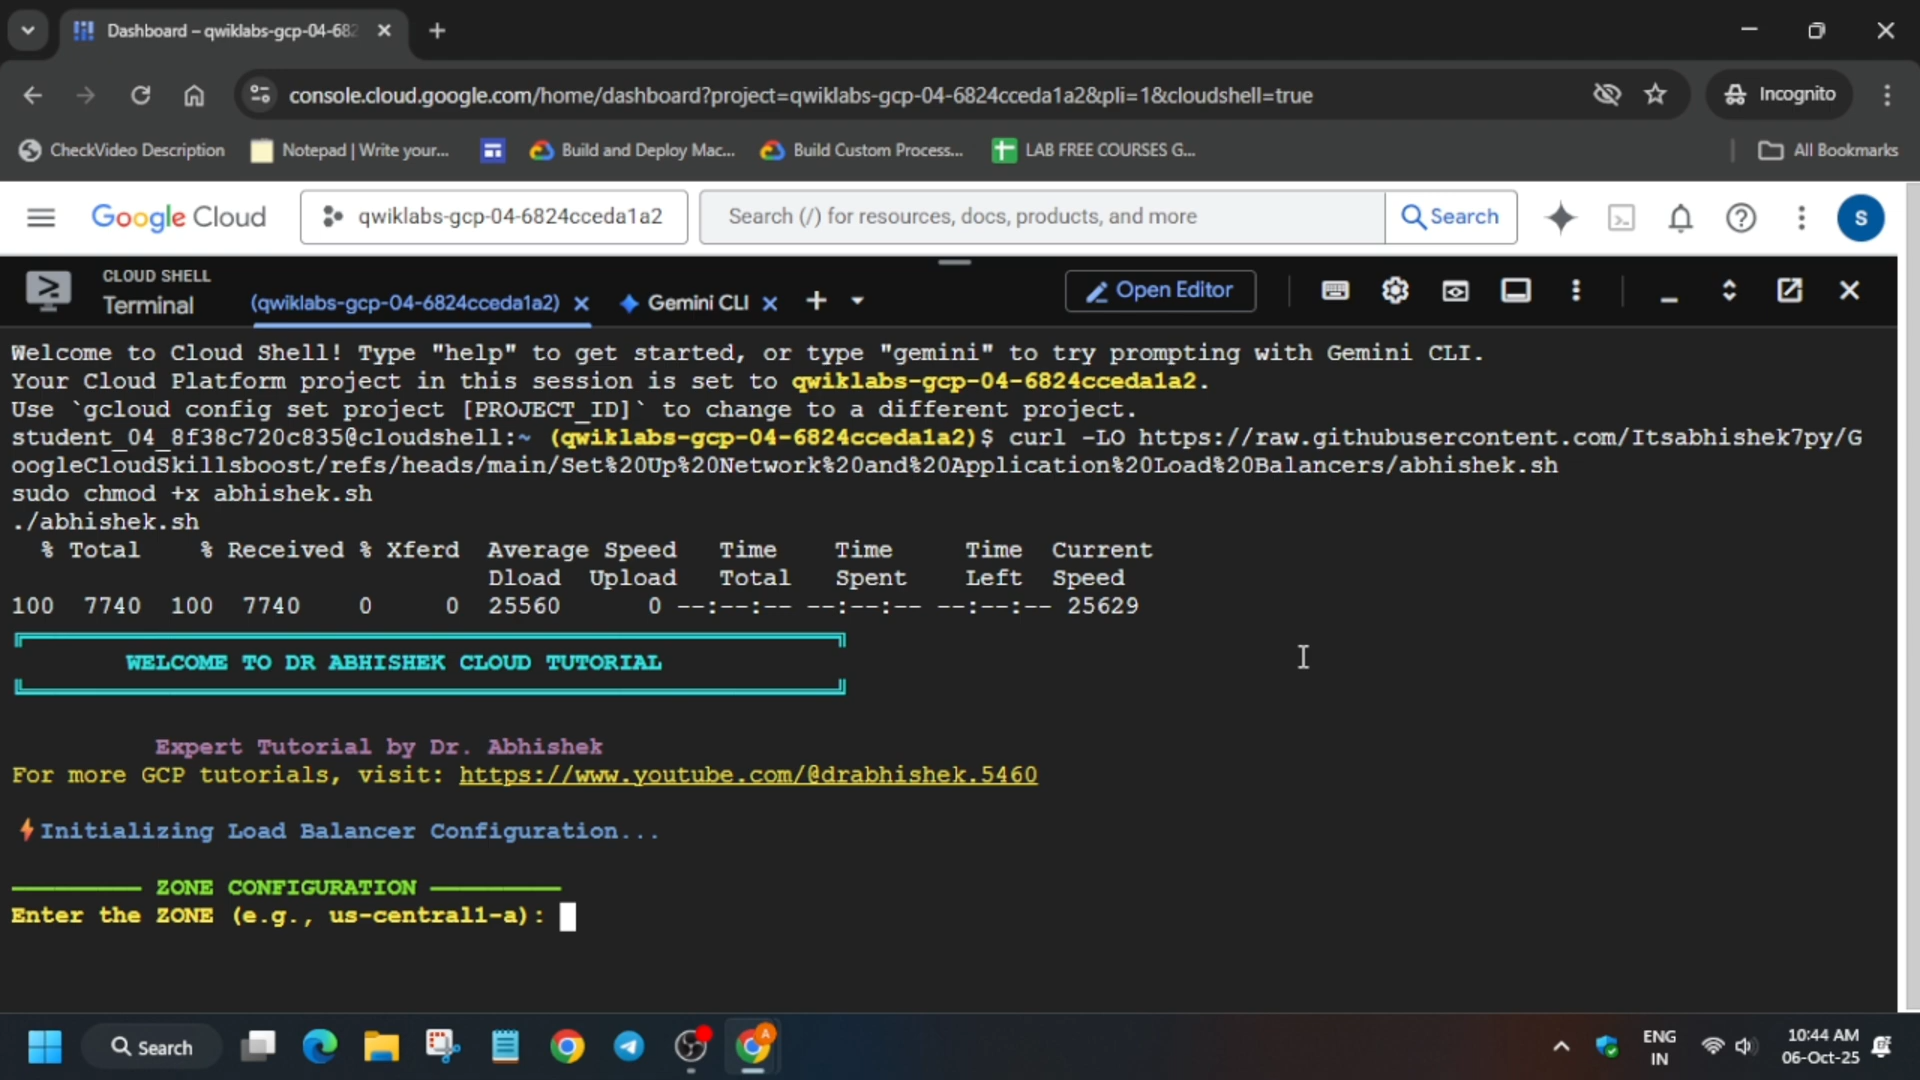 Dashboard – qwiklabs-gcp-04-682
console.cloud.google.com/home/dashboard?project=qwiklabs-gcp-04-6824cceda1a2&pli=1&cloudshell=true
Incognito
CheckVideo Description
Notepad | Write your...
Build and Deploy Mac...
Build Custom Process...
LAB FREE COURSES G...
All Bookmarks
Google Cloud
qwiklabs-gcp-04-6824cceda1a2
Search (/) for resources, docs, products, and more
Search
S
CLOUD SHELL
Terminal
(qwiklabs-gcp-04-6824cceda1a2)
Gemini CLI
Open Editor
Welcome to Cloud Shell! Type "help" to get started, or type "gemini" to try prompting with Gemini CLI.
Your Cloud Platform project in this session is set to qwiklabs-gcp-04-6824cceda1a2.
Use `gcloud config set project [PROJECT_ID]` to change to a different project.
student_04_8f38c720c835@cloudshell:~ (qwiklabs-gcp-04-6824cceda1a2)$ curl -LO https://raw.githubusercontent.com/Itsabhishek7py/G
oogleCloudSkillsboost/refs/heads/main/Set%20Up%20Network%20and%20Application%20Load%20Balancers/abhishek.sh
sudo chmod +x abhishek.sh
./abhishek.sh
% Total % Received % Xferd Average Speed Time Time Time Current
Dload Upload Total Spent Left Speed
100 7740 100 7740 0 0 25560 0 --:--:-- --:--:-- --:--:-- 25629
WELCOME TO DR ABHISHEK CLOUD TUTORIAL
Expert Tutorial by Dr. Abhishek
For more GCP tutorials, visit: https://www.youtube.com/@drabhishek.5460
⚡Initializing Load Balancer Configuration...
ZONE CONFIGURATION
Enter the ZONE (e.g., us-central1-a):
Search
ENG
IN
10:44 AM
06-Oct-25